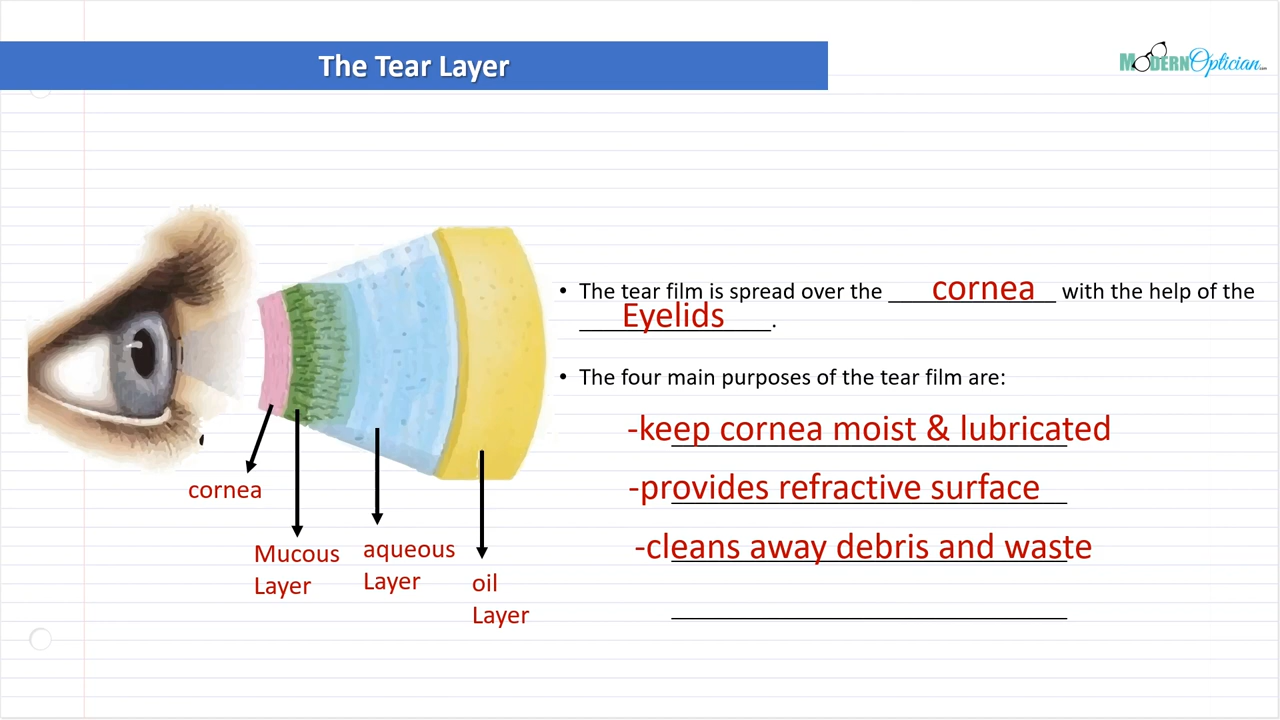 The Tear Layer
MODERNOptician.com
• The tear film is spread over the cornea with the help of the
Eyelids.
• The four main purposes of the tear film are:
-keep cornea moist & lubricated
-provides refractive surface
-cleans away debris and waste
cornea
Mucous
Layer
aqueous
Layer
oil
Layer